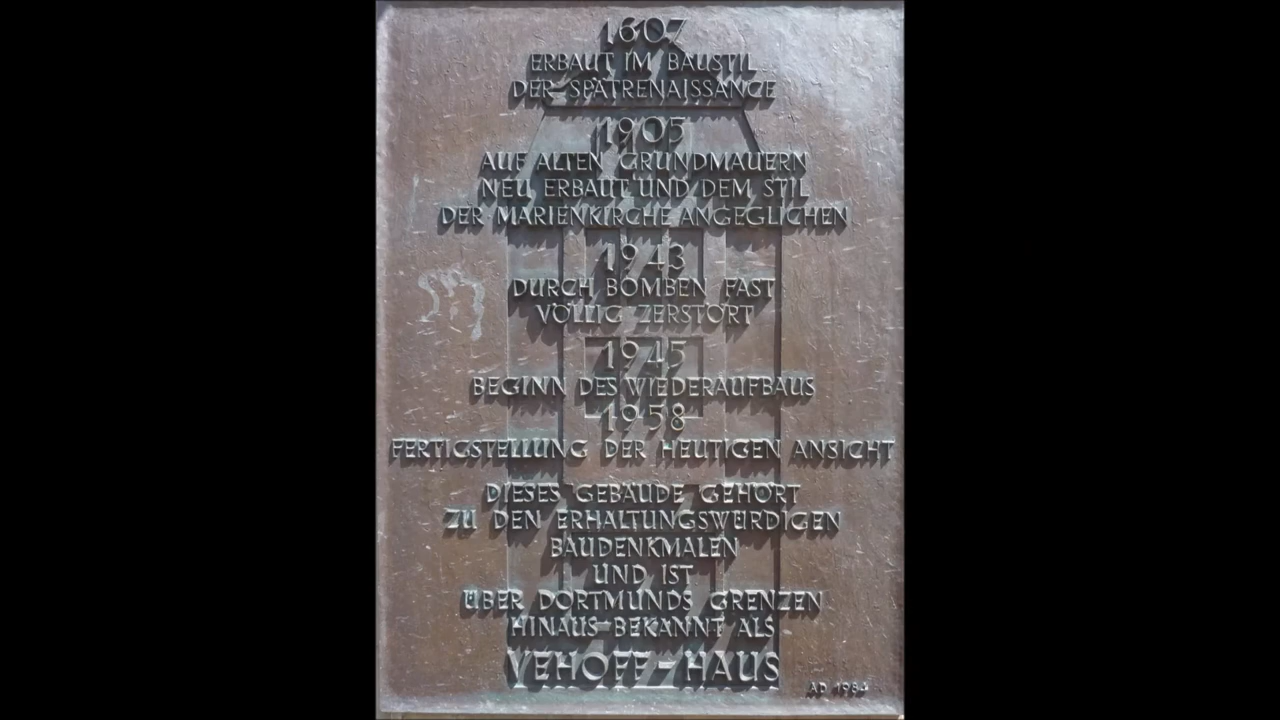 1607
ERBAUT IM BAUSTIL
DER SPÄTRENAISSANCE
1905
AUF ALTEN GRUNDMAUERN
NEU ERBAUT UND DEM STIL
DER MARIENKIRCHE ANGEGLICHEN
1943
DURCH BOMBEN FAST
VÖLLIG ZERSTÖRT
1945
BEGINN DES WIEDERAUFBAUS
1958
FERTIGSTELLUNG DER HEUTIGEN ANSICHT
DIESES GEBÄUDE GEHÖRT
ZU DEN ERHALTUNGSWÜRDIGEN
BAUDENKMALEN
UND IST
ÜBER DORTMUNDS GRENZEN
HINAUS BEKANNT ALS
VEHOFF-HAUS
AD 1984